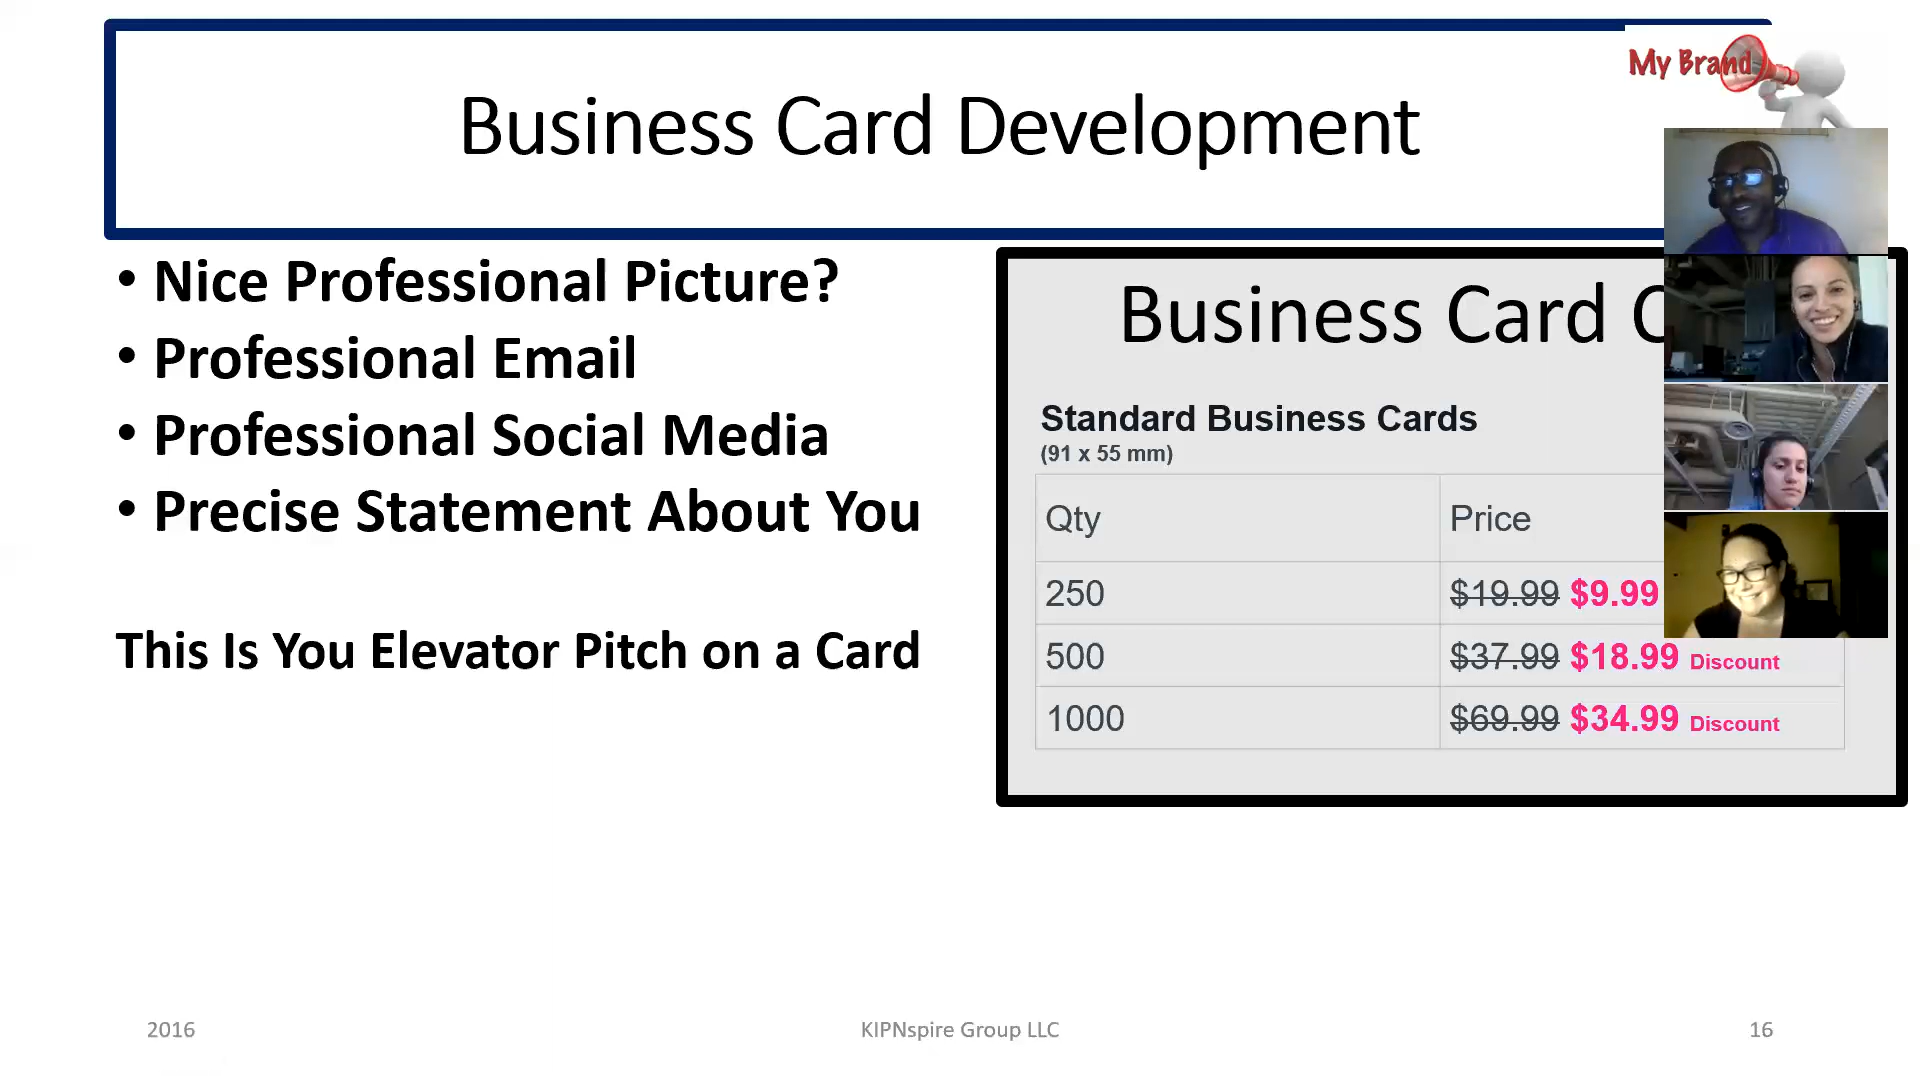 My Brand
Business Card Development
• Nice Professional Picture?
• Professional Email
• Professional Social Media
• Precise Statement About You
This Is You Elevator Pitch on a Card
Business Card
Standard Business Cards
(91 x 55 mm)
Qty Price
250 $19.99 $9.99
500 $37.99 $18.99 Discount
1000 $69.99 $34.99 Discount
2016 KIPNspire Group LLC 16